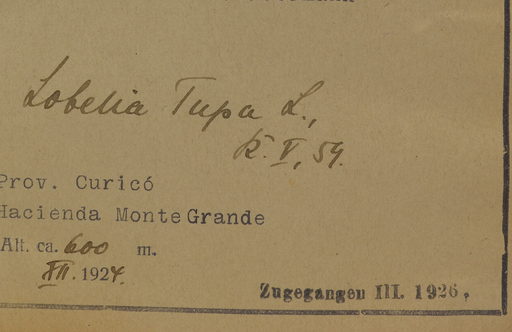 Lobelia Tupa L.,
R. V, 59.
Prov. Curicó
Hacienda Monte Grande
Alt. ca. 600 m.
XII. 1924.
Zugegangen III. 1926.